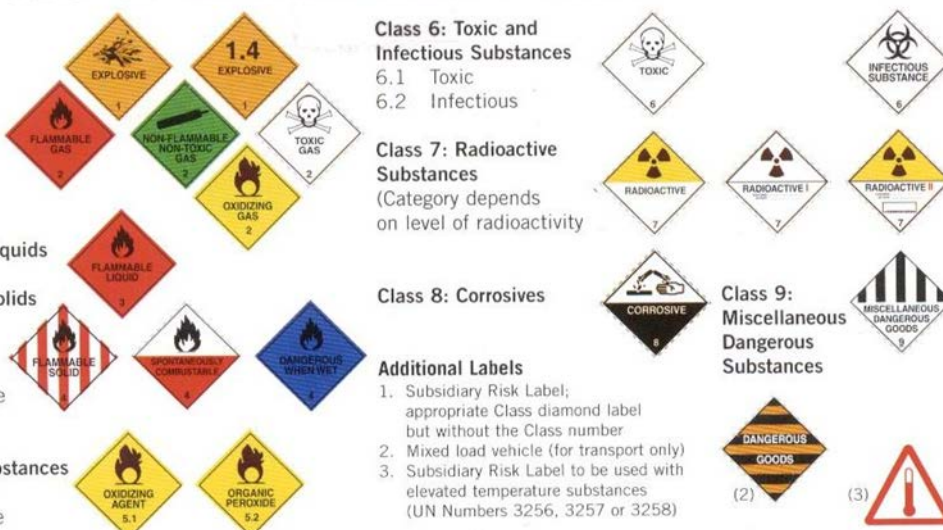 EXPLOSIVE
1
1.4
EXPLOSIVE
1
FLAMMABLE
GAS
2
NON-FLAMMABLE
NON-TOXIC
GAS
2
TOXIC
GAS
2
OXIDIZING
GAS
2
quids
FLAMMABLE
LIQUID
3
olids
FLAMMABLE
SOLID
4
SPONTANEOUSLY
COMBUSTABLE
4
DANGEROUS
WHEN WET
4
e
bstances
OXIDIZING
AGENT
5.1
ORGANIC
PEROXIDE
5.2
e
Class 6: Toxic and
Infectious Substances
6.1 Toxic
6.2 Infectious
TOXIC
6
INFECTIOUS
SUBSTANCE
6
Class 7: Radioactive
Substances
(Category depends
on level of radioactivity
RADIOACTIVE
7
RADIOACTIVE I
7
RADIOACTIVE II
7
Class 8: Corrosives
CORROSIVE
8
Class 9:
Miscellaneous
Dangerous
Substances
MISCELLANEOUS
DANGEROUS
GOODS
9
Additional Labels
1. Subsidiary Risk Label;
appropriate Class diamond label
but without the Class number
2. Mixed load vehicle (for transport only)
3. Subsidiary Risk Label to be used with
elevated temperature substances
(UN Numbers 3256, 3257 or 3258)
DANGEROUS
GOODS
(2)
(3)